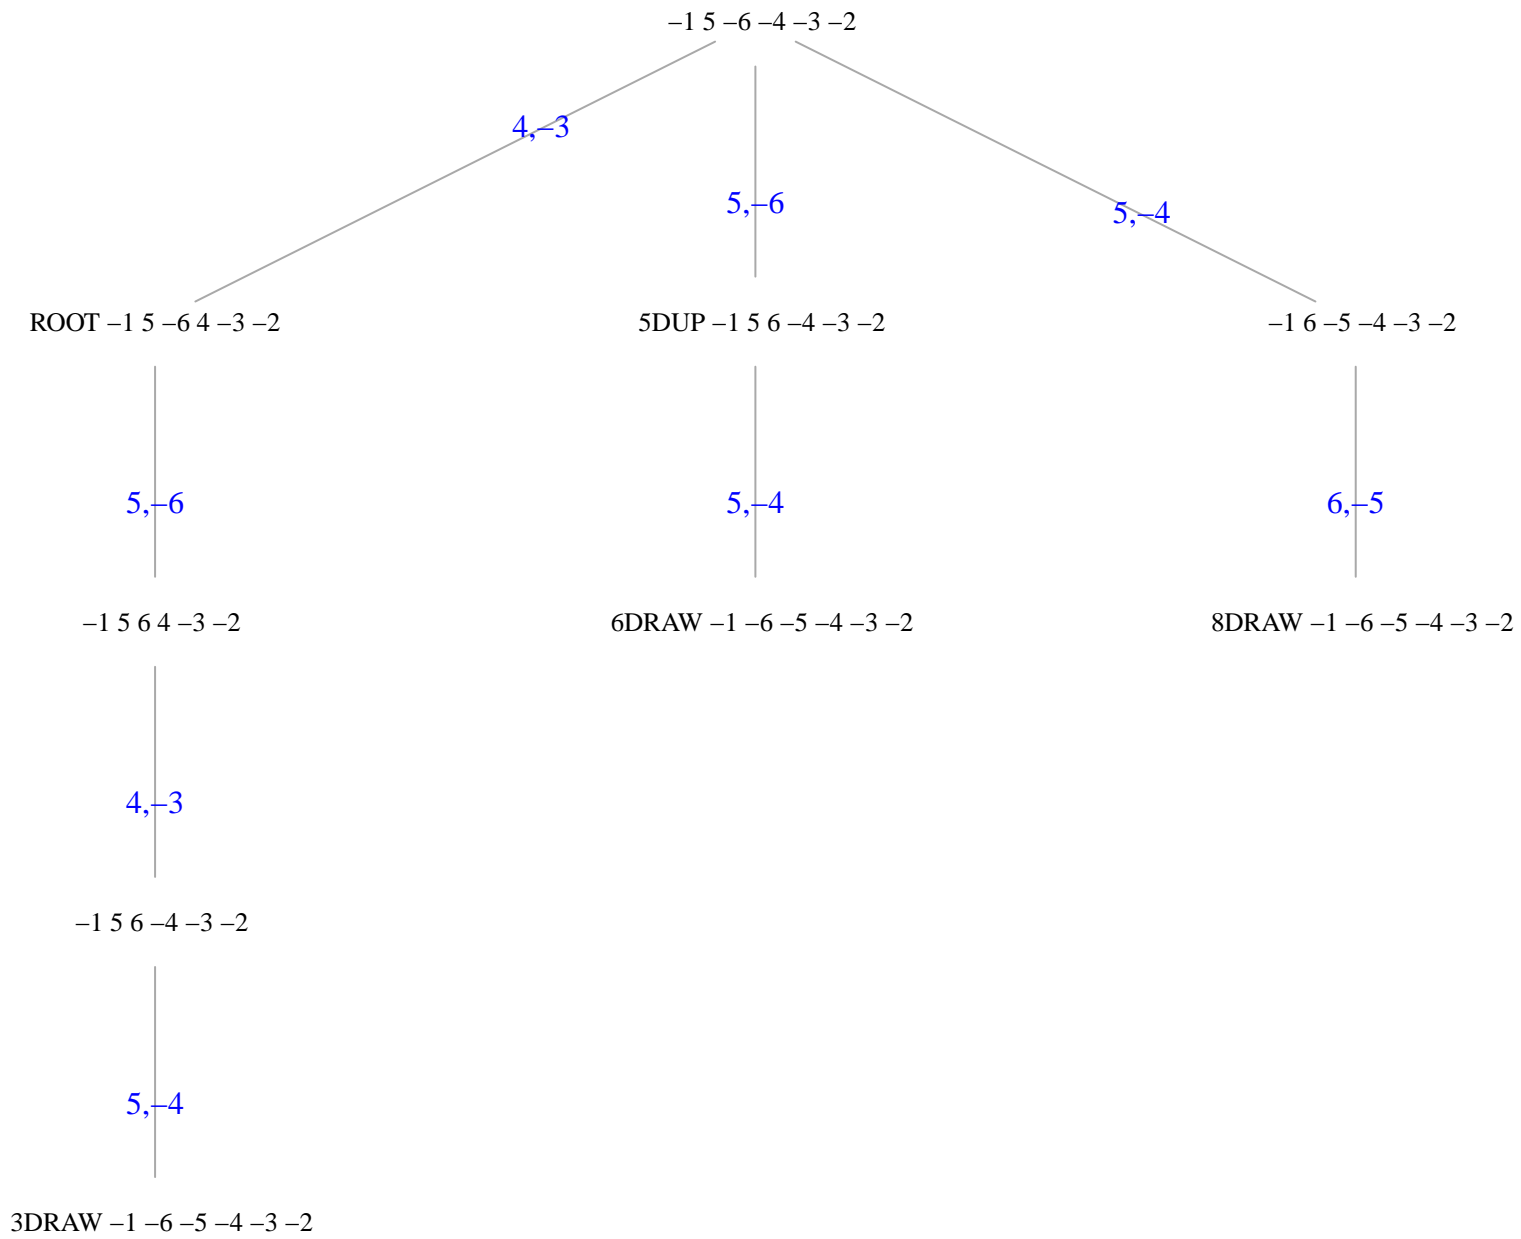 –1 5 –6 –4 –3 –2
4,–3
5,–6
5,–4
ROOT –1 5 –6 4 –3 –2
5DUP –1 5 6 –4 –3 –2
–1 6 –5 –4 –3 –2
5,–6
5,–4
6,–5
–1 5 6 4 –3 –2
6DRAW –1 –6 –5 –4 –3 –2
8DRAW –1 –6 –5 –4 –3 –2
4,–3
–1 5 6 –4 –3 –2
5,–4
3DRAW –1 –6 –5 –4 –3 –2